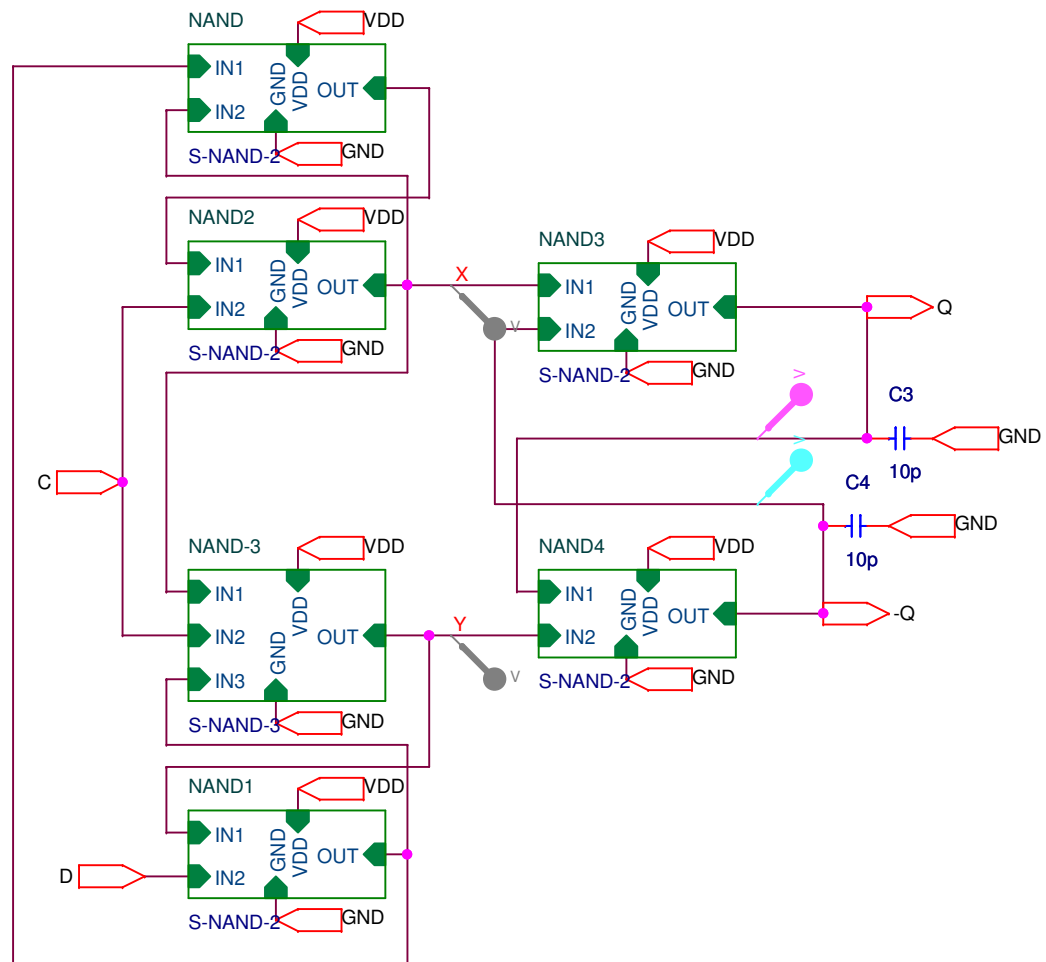 NAND
VDD
IN1
GND
VDD
OUT
IN2
S-NAND-2
GND
NAND2
VDD
IN1
GND
VDD
OUT
IN2
S-NAND-2
GND
X
V
NAND3
VDD
IN1
GND
VDD
OUT
IN2
S-NAND-2
GND
Q
V
C3
GND
10p
V
C4
GND
10p
C
NAND-3
VDD
IN1
GND
VDD
OUT
IN2
IN3
S-NAND-3
GND
Y
V
NAND4
VDD
IN1
GND
VDD
OUT
IN2
S-NAND-2
GND
-Q
NAND1
VDD
IN1
GND
VDD
OUT
IN2
D
S-NAND-2
GND